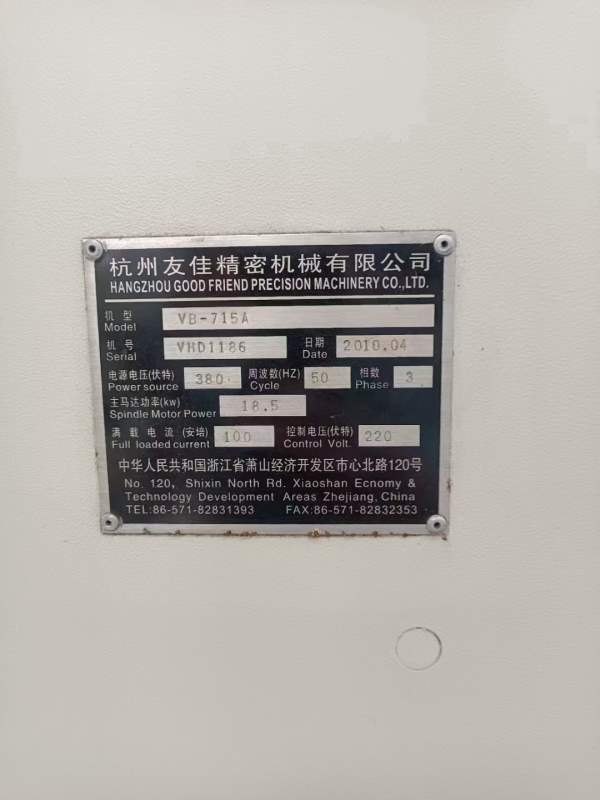 杭州友佳精密机械有限公司
HANGZHOU GOOD FRIEND PRECISION MACHINERY CO.,LTD.
机型 Model VB-715A
机号 Serial VHD1186 日期 Date 2010.04
电源电压(伏特) Power source 380 周波数(HZ) Cycle 50 相数 Phase 3
主马达功率(kw) Spindle Motor Power 18.5
满载电流(安培) Full loaded current 100 控制电压(伏特) Control Volt. 220
中华人民共和国浙江省萧山经济开发区市心北路120号
No. 120, Shixin North Rd. Xiaoshan Ecnomy &
Technology Development Areas Zhejiang, China
TEL:86-571-82831393 FAX:86-571-82832353